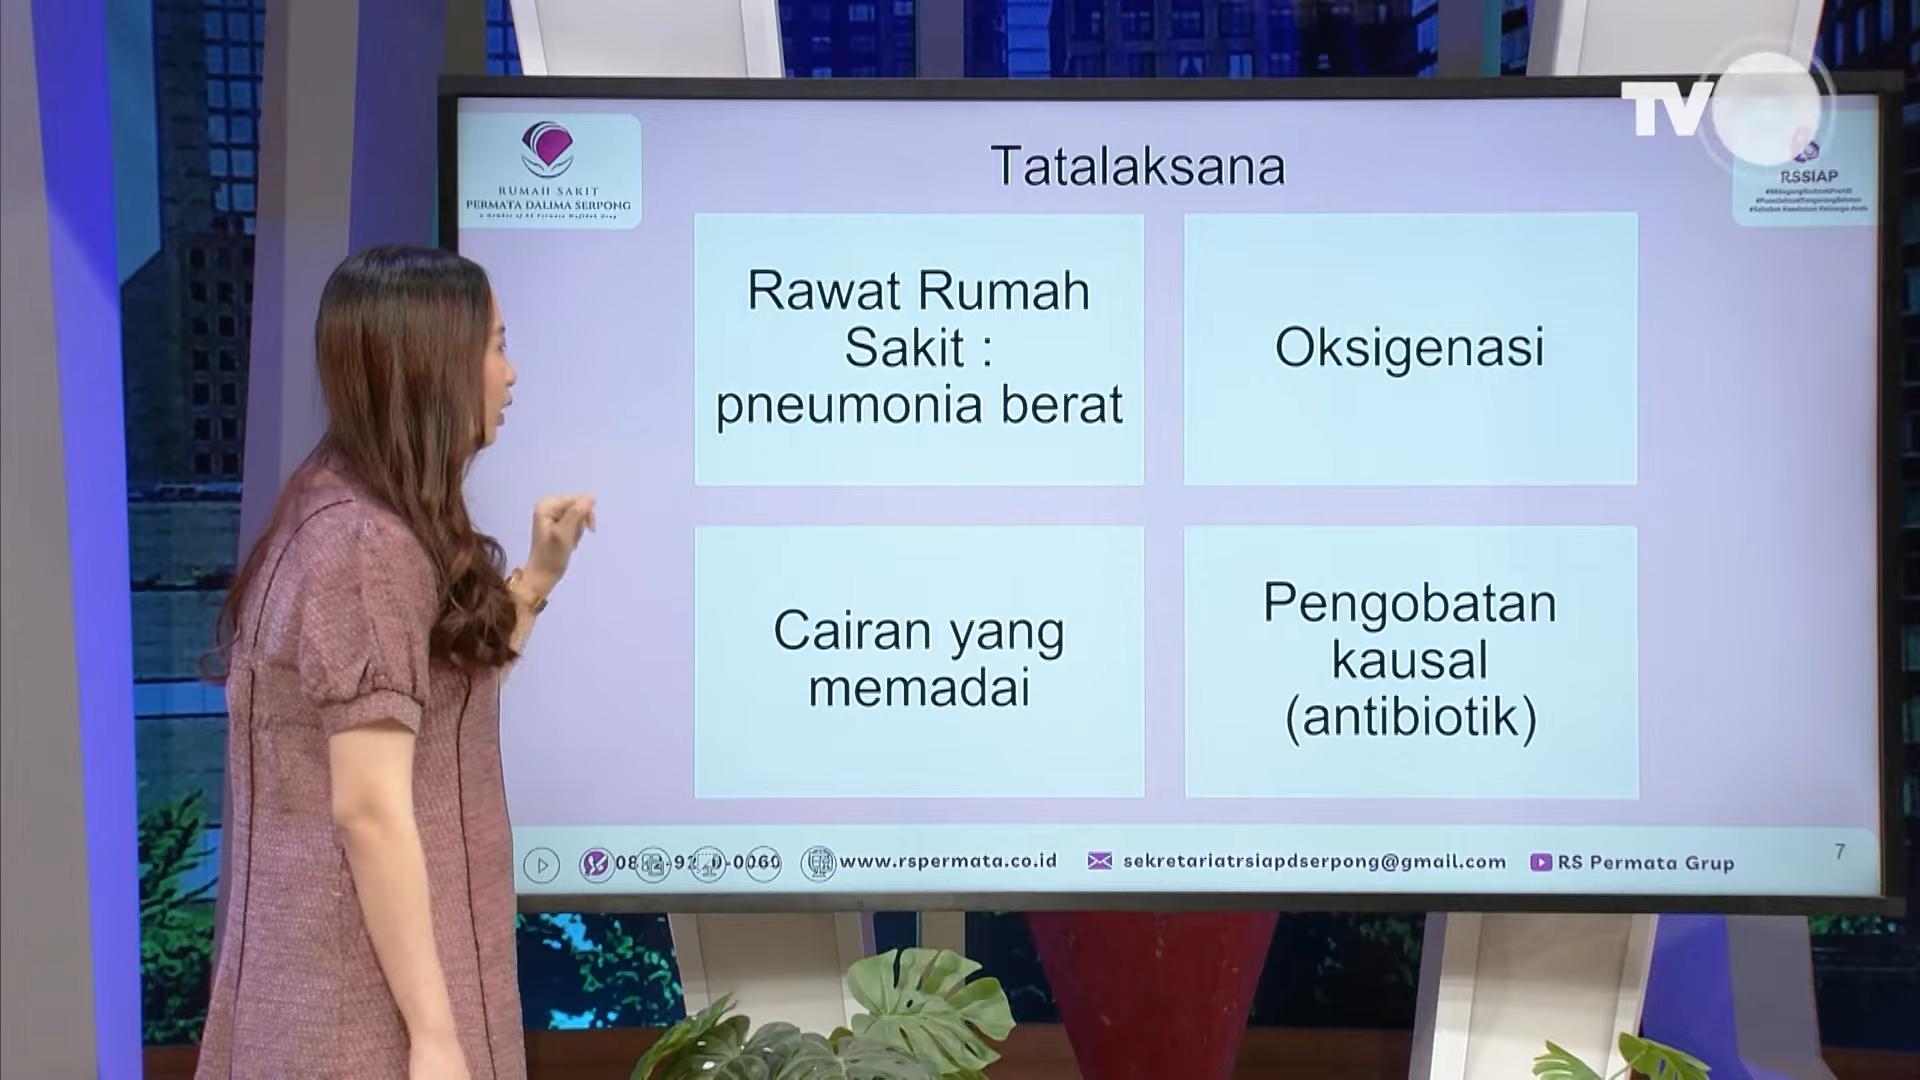 TV
RUMAH SAKIT
PERMATA DALIMA SERPONG
Tatalaksana
RSSIAP
Rawat Rumah
Sakit :
pneumonia berat
Oksigenasi
Cairan yang
memadai
Pengobatan
kausal
(antibiotik)
www.rspermata.co.id
sekretariatrsiapdserpong@gmail.com
RS Permata Grup
7